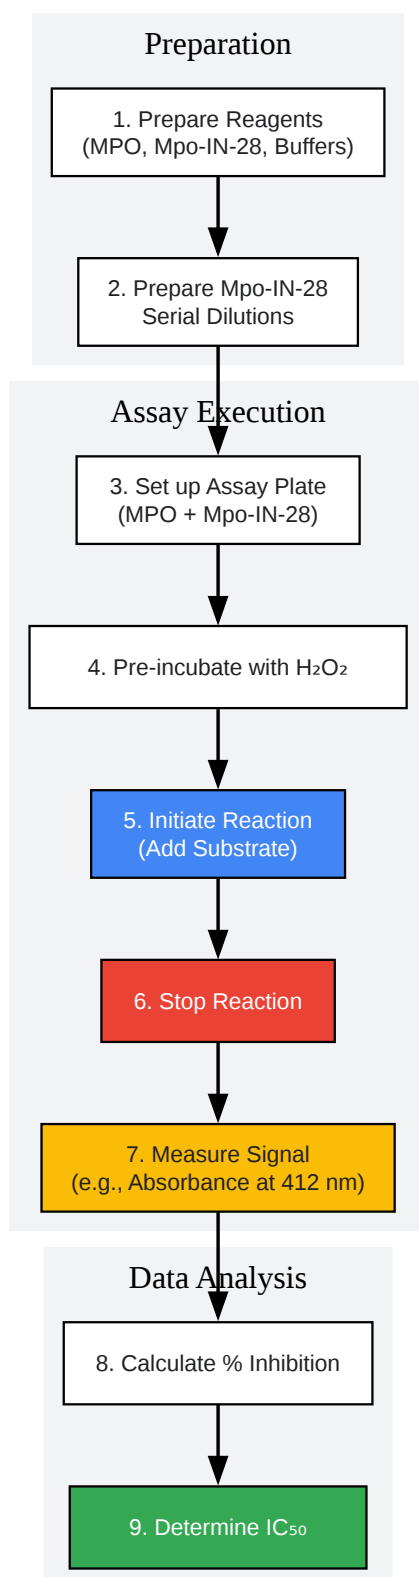 Preparation
1. Prepare Reagents
(MPO, Mpo-IN-28, Buffers)
2. Prepare Mpo-IN-28
Serial Dilutions
Assay Execution
3. Set up Assay Plate
(MPO + Mpo-IN-28)
4. Pre-incubate with H₂O₂
5. Initiate Reaction
(Add Substrate)
6. Stop Reaction
7. Measure Signal
(e.g., Absorbance at 412 nm)
Data Analysis
8. Calculate % Inhibition
9. Determine IC₅₀